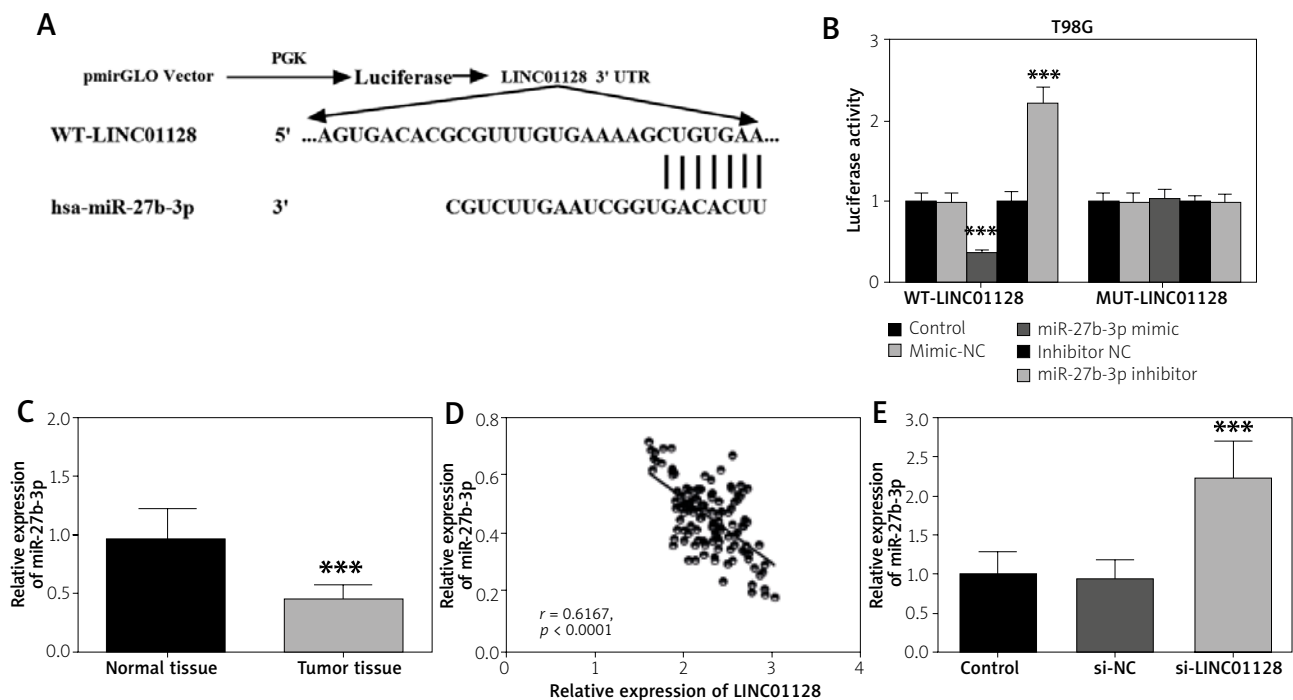 A
PGK
pmirGLO Vector Luciferase LINC01128 3' UTR
WT-LINC01128 5' ...AGUGACACGCGUUUGUGAAAAGCUGUGAA...
hsa-miR-27b-3p 3' CGUCUUGAAUCGGUGACACUU
B
T98G
Luciferase activity
3
2
1
0
***
***
WT-LINC01128 MUT-LINC01128
Control
Mimic-NC
miR-27b-3p mimic
Inhibitor NC
miR-27b-3p inhibitor
C
Relative expression
of miR-27b-3p
2.0
1.5
1.0
0.5
0.0
***
Normal tissue Tumor tissue
D
Relative expression
of miR-27b-3p
0.8
0.6
0.4
0.2
0.0
r = 0.6167,
p < 0.0001
0 1 2 3 4
Relative expression of LINC01128
E
Relative expression
of miR-27b-3p
3.0
2.5
2.0
1.5
1.0
0.5
0.0
***
Control si-NC si-LINC01128